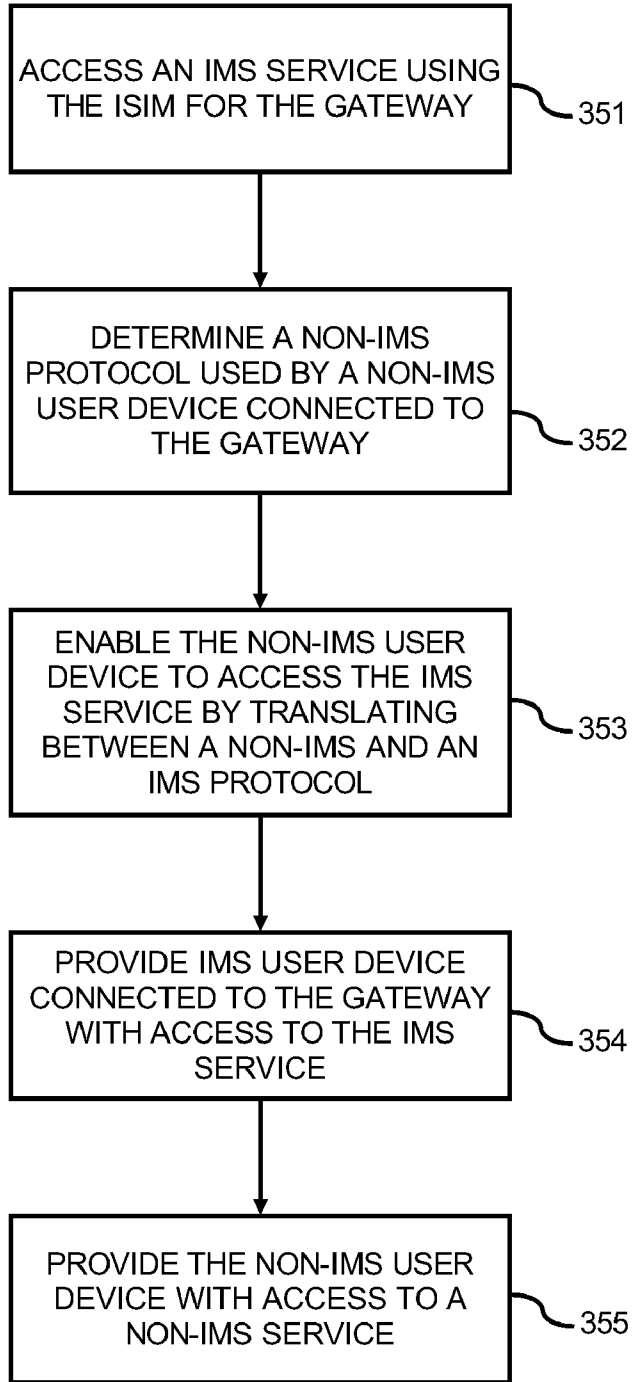 ACCESS AN IMS SERVICE USING
THE ISIM FOR THE GATEWAY
351
DETERMINE A NON-IMS
PROTOCOL USED BY A NON-IMS
USER DEVICE CONNECTED TO
THE GATEWAY
352
ENABLE THE NON-IMS USER
DEVICE TO ACCESS THE IMS
SERVICE BY TRANSLATING
BETWEEN A NON-IMS AND AN
IMS PROTOCOL
353
PROVIDE IMS USER DEVICE
CONNECTED TO THE GATEWAY
WITH ACCESS TO THE IMS
SERVICE
354
PROVIDE THE NON-IMS USER
DEVICE WITH ACCESS TO A
NON-IMS SERVICE
355